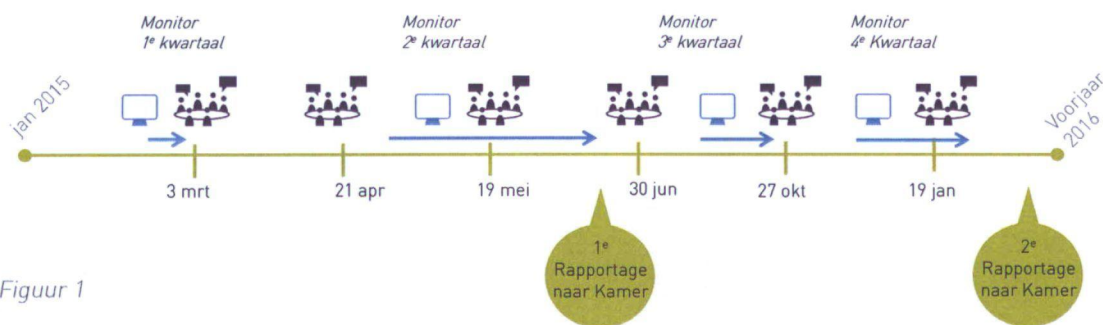 Monitor
1e kwartaal
Monitor
2e kwartaal
Monitor
3e kwartaal
Monitor
4e Kwartaal
jan 2015
Voorjaar
2016
3 mrt
21 apr
19 mei
30 jun
27 okt
19 jan
1e
Rapportage
naar Kamer
2e
Rapportage
naar Kamer
Figuur 1